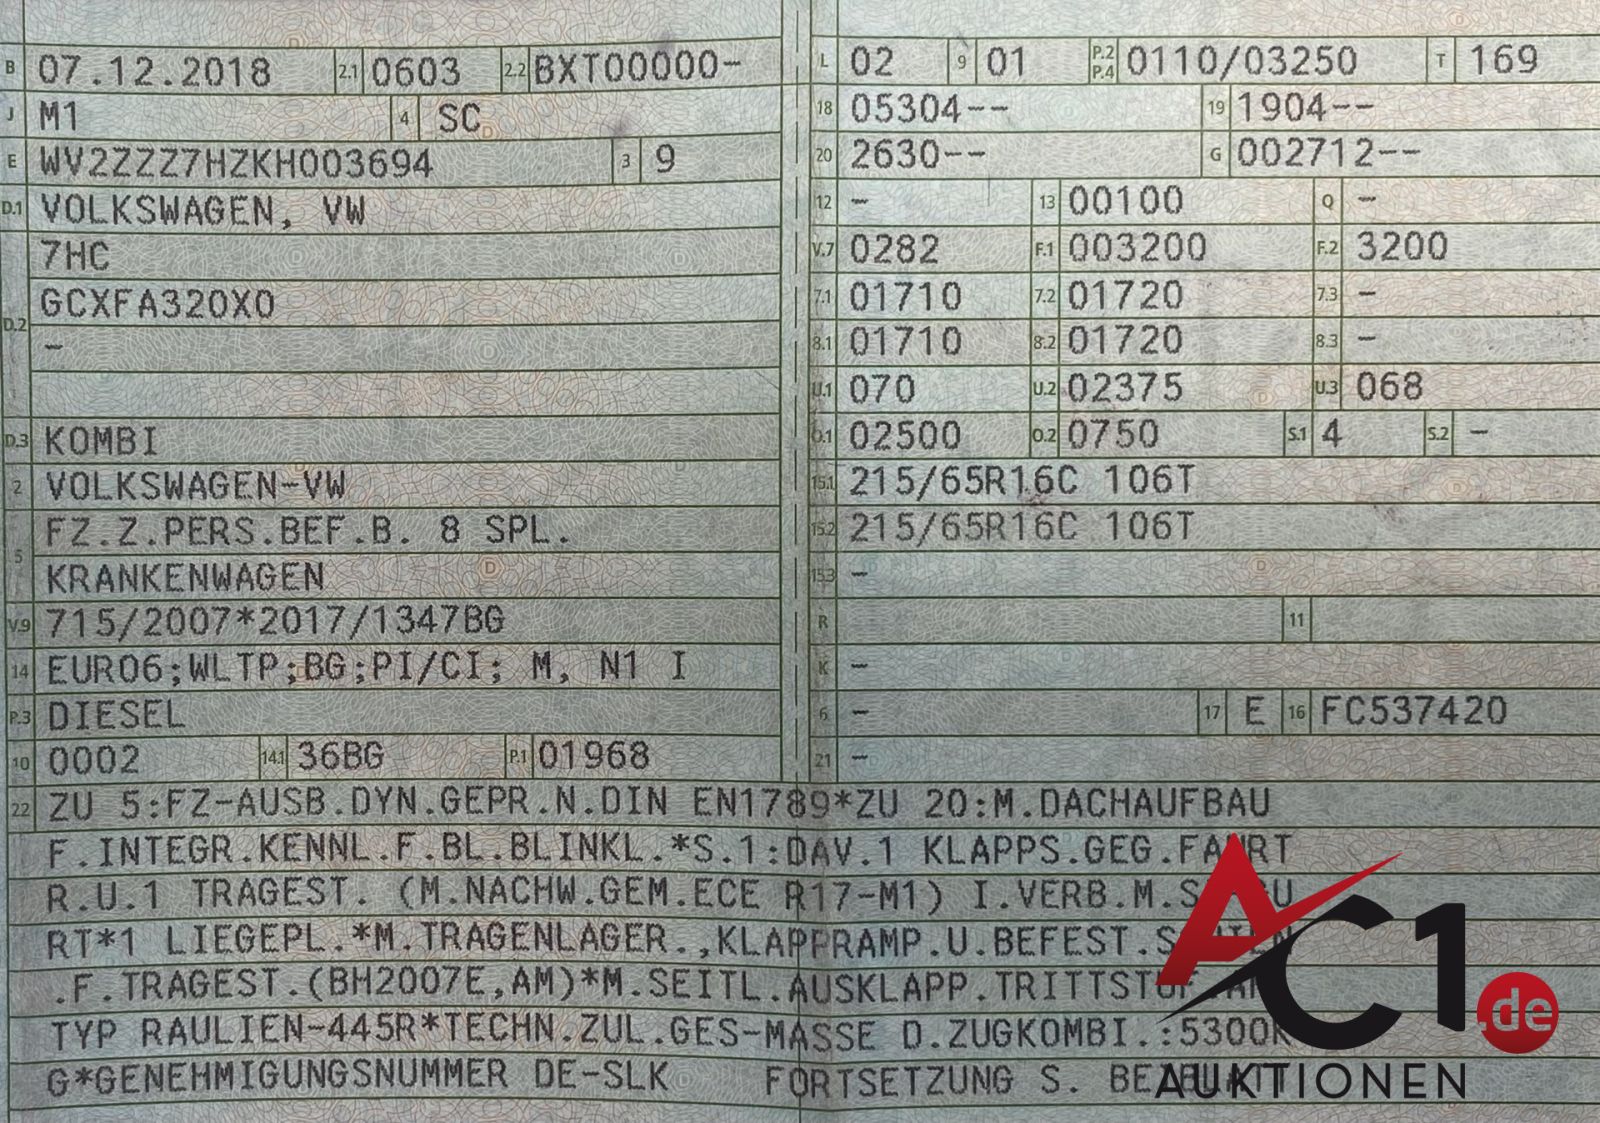 B 07.12.2018 2.1 0603 2.2 BXT00000-
J M1 4 SC
E WV2ZZZ7HZKH003694 3 9
D.1 VOLKSWAGEN, VW
7HC
D.2 GCXFA320X0
-
D.3 KOMBI
2 VOLKSWAGEN-VW
5 FZ.Z.PERS.BEF.B. 8 SPL.
KRANKENWAGEN
V.9 715/2007*2017/1347BG
14 EURO6;WLTP;BG;PI/CI; M, N1 I
P.3 DIESEL
10 0002 14.1 36BG P.1 01968
L 02 9 01 P.2 P.4 0110/03250 T 169
18 05304-- 19 1904--
20 2630-- G 002712--
12 - 13 00100 Q -
V.7 0282 F.1 003200 F.2 3200
7.1 01710 7.2 01720 7.3 -
8.1 01710 8.2 01720 8.3 -
U.1 070 U.2 02375 U.3 068
O.1 02500 O.2 0750 S.1 4 S.2 -
15.1 215/65R16C 106T
15.2 215/65R16C 106T
15.3 -
R 11
K -
6 - 17 E 16 FC537420
21 -
22 ZU 5:FZ-AUSB.DYN.GEPR.N.DIN EN1789*ZU 20:M.DACHAUFBAU
F.INTEGR.KENNL.F.BL.BLINKL.*S.1:DAV.1 KLAPPS.GEG.FAHRT
R.U.1 TRAGEST. (M.NACHW.GEM.ECE R17-M1) I.VERB.M.
RT*1 LIEGEPL.*M.TRAGENLAGER.,KLAPPRAMP.U.BEFEST.
.F.TRAGEST.(BH2007E,AM)*M.SEITL.AUSKLAPP.
TYP RAULIEN-445R*TECHN.ZUL.GES-MASSE D.ZUGKOMBI.:5300K
G*GENEHMIGUNGSNUMMER DE-SLK FORTSETZUNG S.
AC1.de
AUKTIONEN